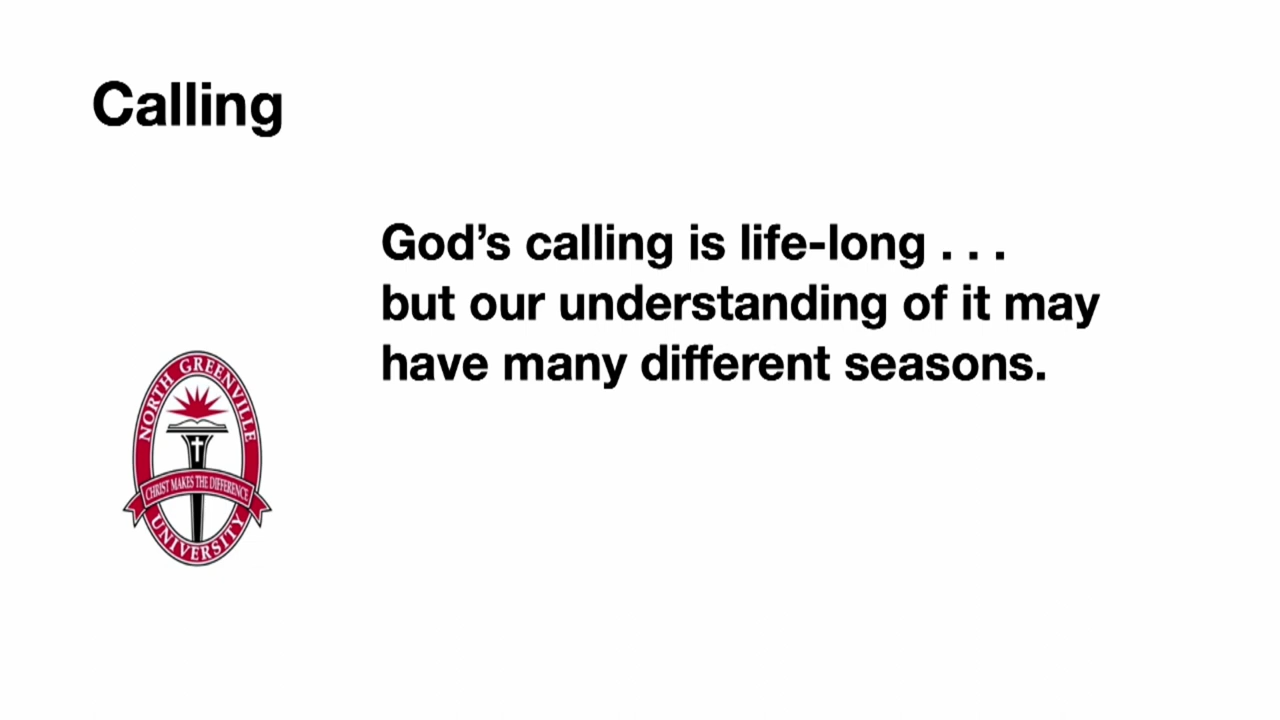 Calling
God’s calling is life-long . . .
but our understanding of it may
have many different seasons.
NORTH GREENVILLE
CHRIST MAKES THE DIFFERENCE
UNIVERSITY